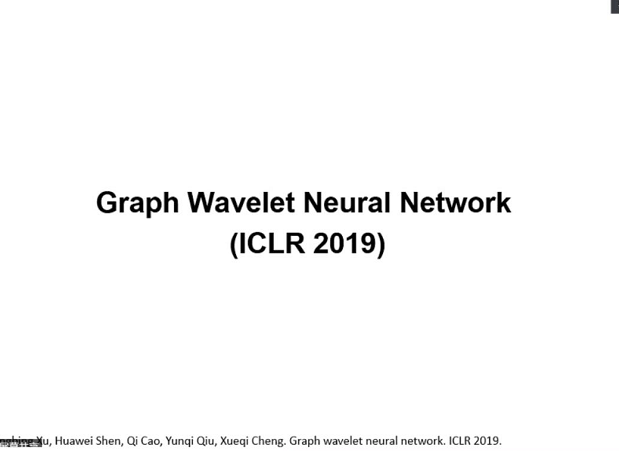 Graph Wavelet Neural Network
(ICLR 2019)
Xu, Huawei Shen, Qi Cao, Yunqi Qiu, Xueqi Cheng. Graph wavelet neural network. ICLR 2019.